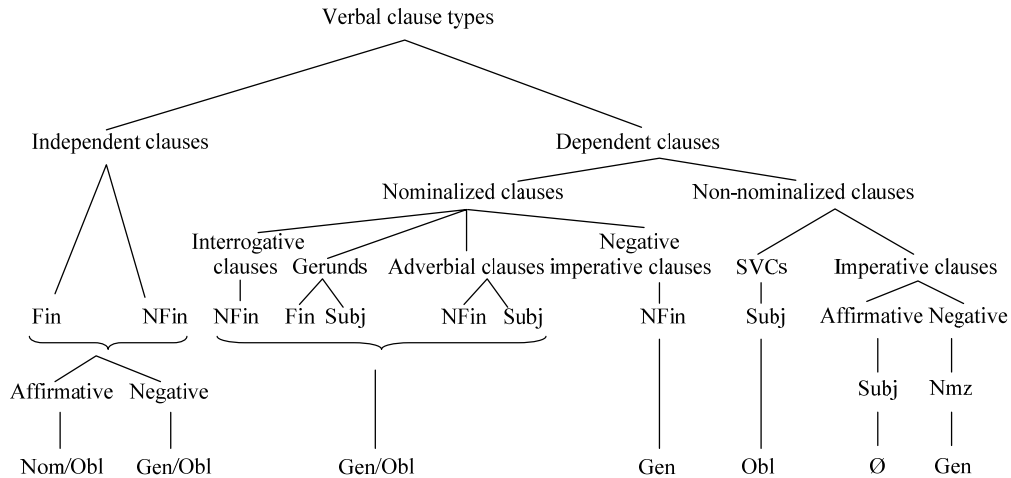 Verbal clause types
Independent clauses
Dependent clauses
Nominalized clauses
Non-nominalized clauses
Interrogative
clauses
Gerunds
Adverbial clauses
Negative
imperative clauses
SVCs
Imperative clauses
Fin
NFin
NFin
Fin
Subj
NFin
Subj
NFin
Subj
Affirmative
Negative
Affirmative
Negative
Subj
Nmz
Nom/Obl
Gen/Obl
Gen/Obl
Gen
Obl
Ø
Gen